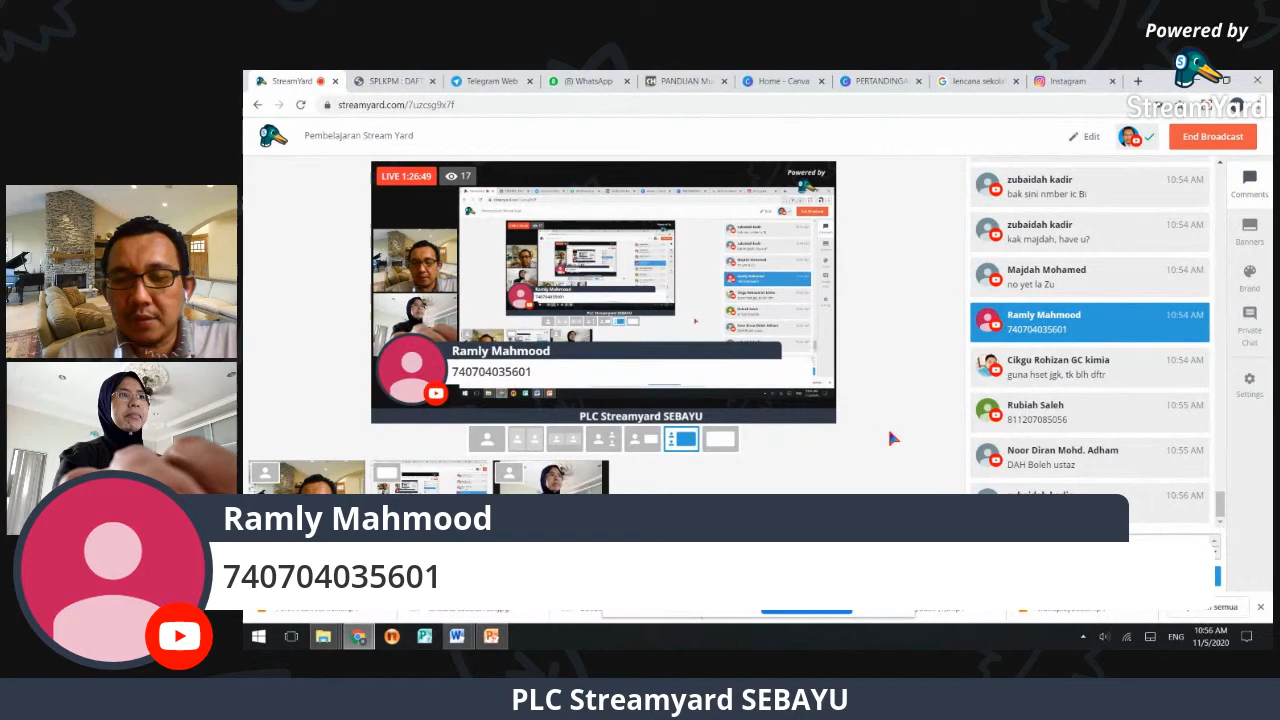 Powered by
StreamYard
StreamYard
SPLKPM : DAFT
Telegram Web
WhatsApp
PANDUAN MU
Home - Canva
PERTANDINGA
lencana sekola
Instagram
streamyard.com/7uzcsg9x7f
Pembelajaran Stream Yard
Edit
End Broadcast
LIVE 1:26:49
17
Powered by
zubaidah kadir
10:54 AM
bak sini nmber ic Bi
zubaidah kadir
10:54 AM
kak majdah, have u?
Majdah Mohamed
10:54 AM
no yet la Zu
Ramly Mahmood
10:54 AM
740704035601
Cikgu Rohizan GC kimia
10:54 AM
guna hset jgk, tk blh dftr
Rubiah Saleh
10:55 AM
811207085056
Noor Diran Mohd. Adham
10:55 AM
DAH Boleh ustaz
10:56 AM
Comments
Banners
Brand
Private
Chat
Settings
Ramly Mahmood
740704035601
Ramly Mahmood
740704035601
PLC Streamyard SEBAYU
Ramly Mahmood
740704035601
ENG
10:56 AM
11/5/2020
PLC Streamyard SEBAYU